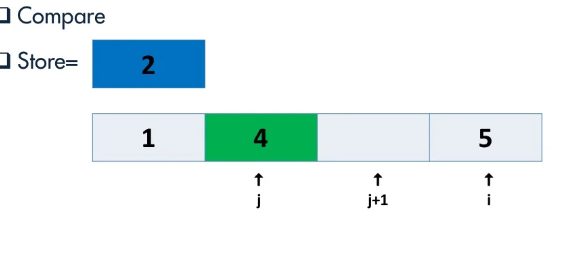 Compare
Store= 2
1 4 5
↑ ↑ ↑
j j+1 i